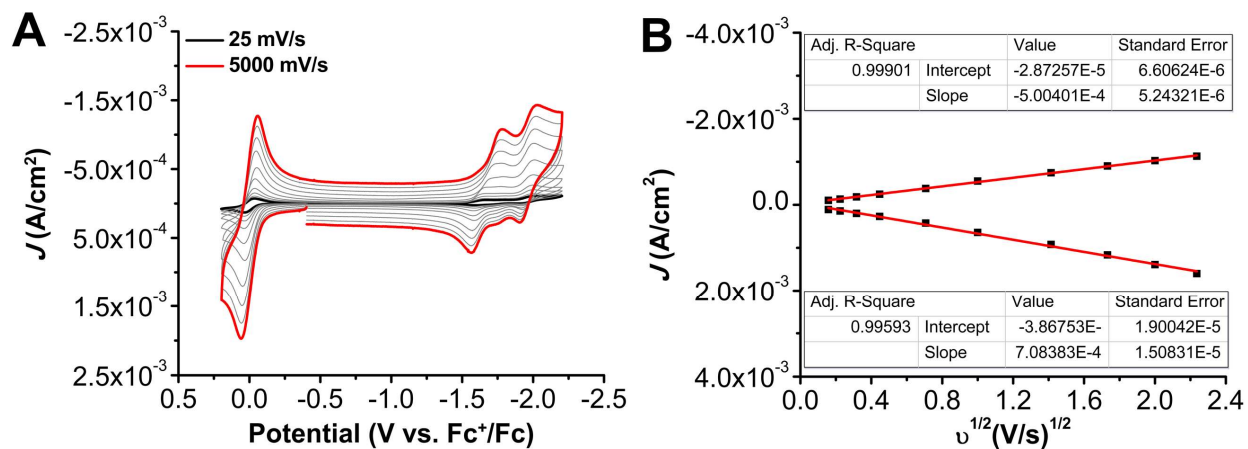 A
25 mV/s
5000 mV/s
-2.5x10⁻³
-1.5x10⁻³
-5.0x10⁻⁴
5.0x10⁻⁴
1.5x10⁻³
2.5x10⁻³
J (A/cm²)
0.5 0.0 -0.5 -1.0 -1.5 -2.0 -2.5
Potential (V vs. Fc⁺/Fc)
B
-4.0x10⁻³
-2.0x10⁻³
0.0
2.0x10⁻³
4.0x10⁻³
J (A/cm²)
Adj. R-Square Value Standard Error
0.99901 Intercept -2.87257E-5 6.60624E-6
Slope -5.00401E-4 5.24321E-6
Adj. R-Square Value Standard Error
0.99593 Intercept -3.86753E- 1.90042E-5
Slope 7.08383E-4 1.50831E-5
0.0 0.4 0.8 1.2 1.6 2.0 2.4
υ¹ᐟ²(V/s)¹ᐟ²